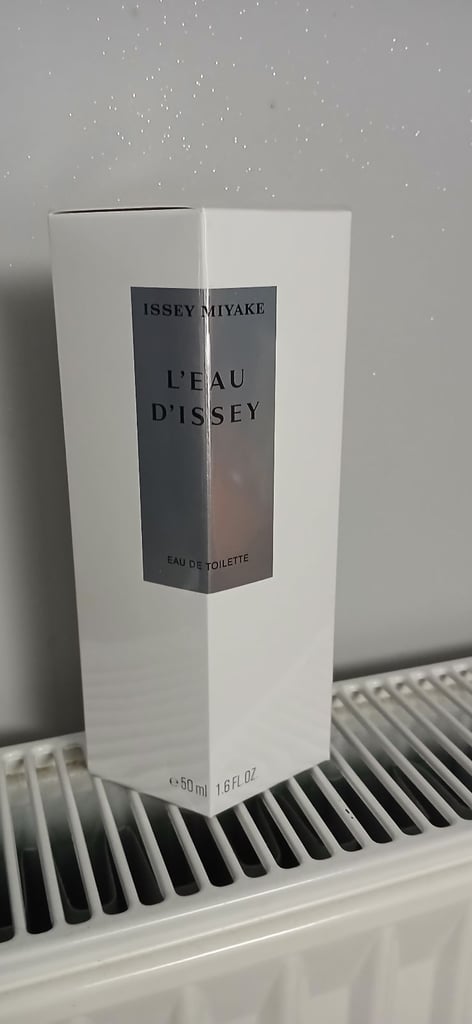 ISSEY MIYAKE
L'EAU
D'ISSEY
EAU DE TOILETTE
℮50 ml 1.6 FL.OZ.